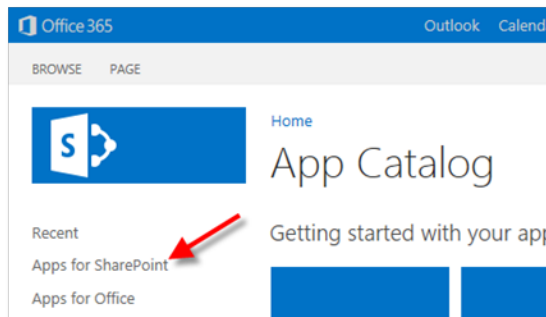 Office 365
Outlook Calend
BROWSE PAGE
S
Home
App Catalog
Recent
Getting started with your app
Apps for SharePoint
Apps for Office